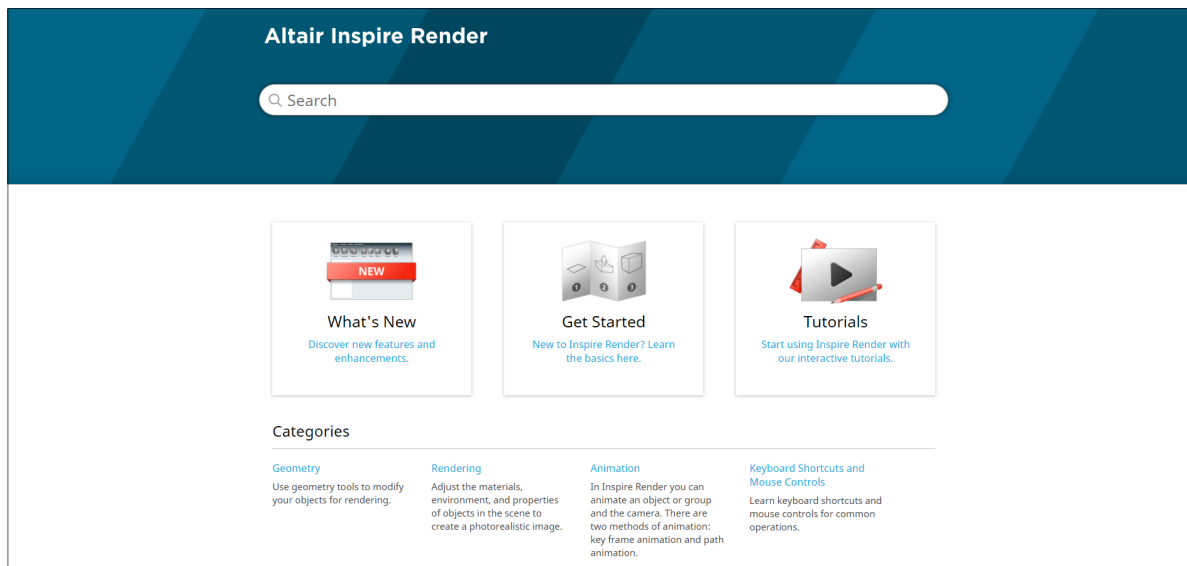 Altair Inspire Render
Search
NEW
What's New
Discover new features and
enhancements.
1 2 3
Get Started
New to Inspire Render? Learn
the basics here.
Tutorials
Start using Inspire Render with
our interactive tutorials.
Categories
Geometry
Use geometry tools to modify
your objects for rendering.
Rendering
Adjust the materials,
environment, and properties
of objects in the scene to
create a photorealistic image.
Animation
In Inspire Render you can
animate an object or group
and the camera. There are
two methods of animation:
key frame animation and path
animation.
Keyboard Shortcuts and
Mouse Controls
Learn keyboard shortcuts and
mouse controls for common
operations.